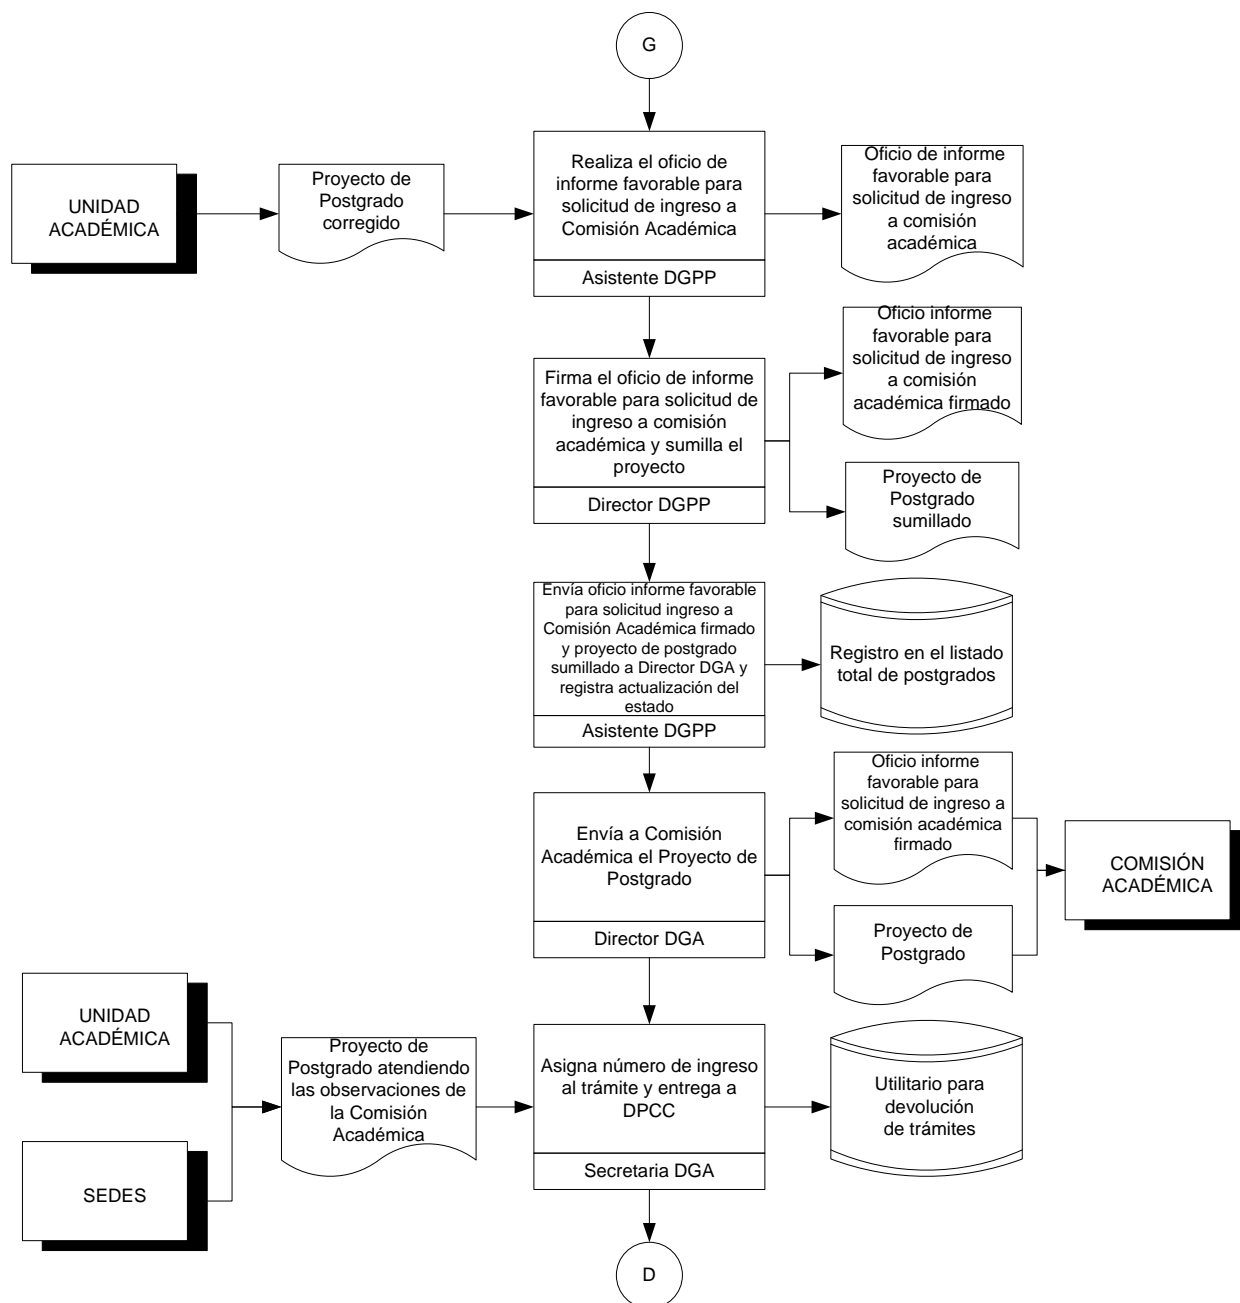 G
UNIDAD
ACADÉMICA
Proyecto de
Postgrado
corregido
Realiza el oficio de
informe favorable para
solicitud de ingreso a
Comisión Académica
Asistente DGPP
Oficio de informe
favorable para
solicitud de ingreso
a comisión
académica
Firma el oficio de informe
favorable para solicitud de
ingreso a comisión
académica y sumilla el
proyecto
Director DGPP
Oficio informe
favorable para
solicitud de ingreso
a comisión
académica firmado
Proyecto de
Postgrado
sumillado
Envía oficio informe favorable
para solicitud ingreso a
Comisión Académica firmado
y proyecto de postgrado
sumillado a Director DGA y
registra actualización del
estado
Asistente DGPP
Registro en el listado
total de postgrados
Envía a Comisión
Académica el Proyecto de
Postgrado
Director DGA
Oficio informe
favorable para
solicitud de ingreso a
comisión académica
firmado
Proyecto de
Postgrado
COMISIÓN
ACADÉMICA
UNIDAD
ACADÉMICA
SEDES
Proyecto de
Postgrado atendiendo
las observaciones de
la Comisión
Académica
Asigna número de ingreso
al trámite y entrega a
DPCC
Secretaria DGA
Utilitario para
devolución
de trámites
D